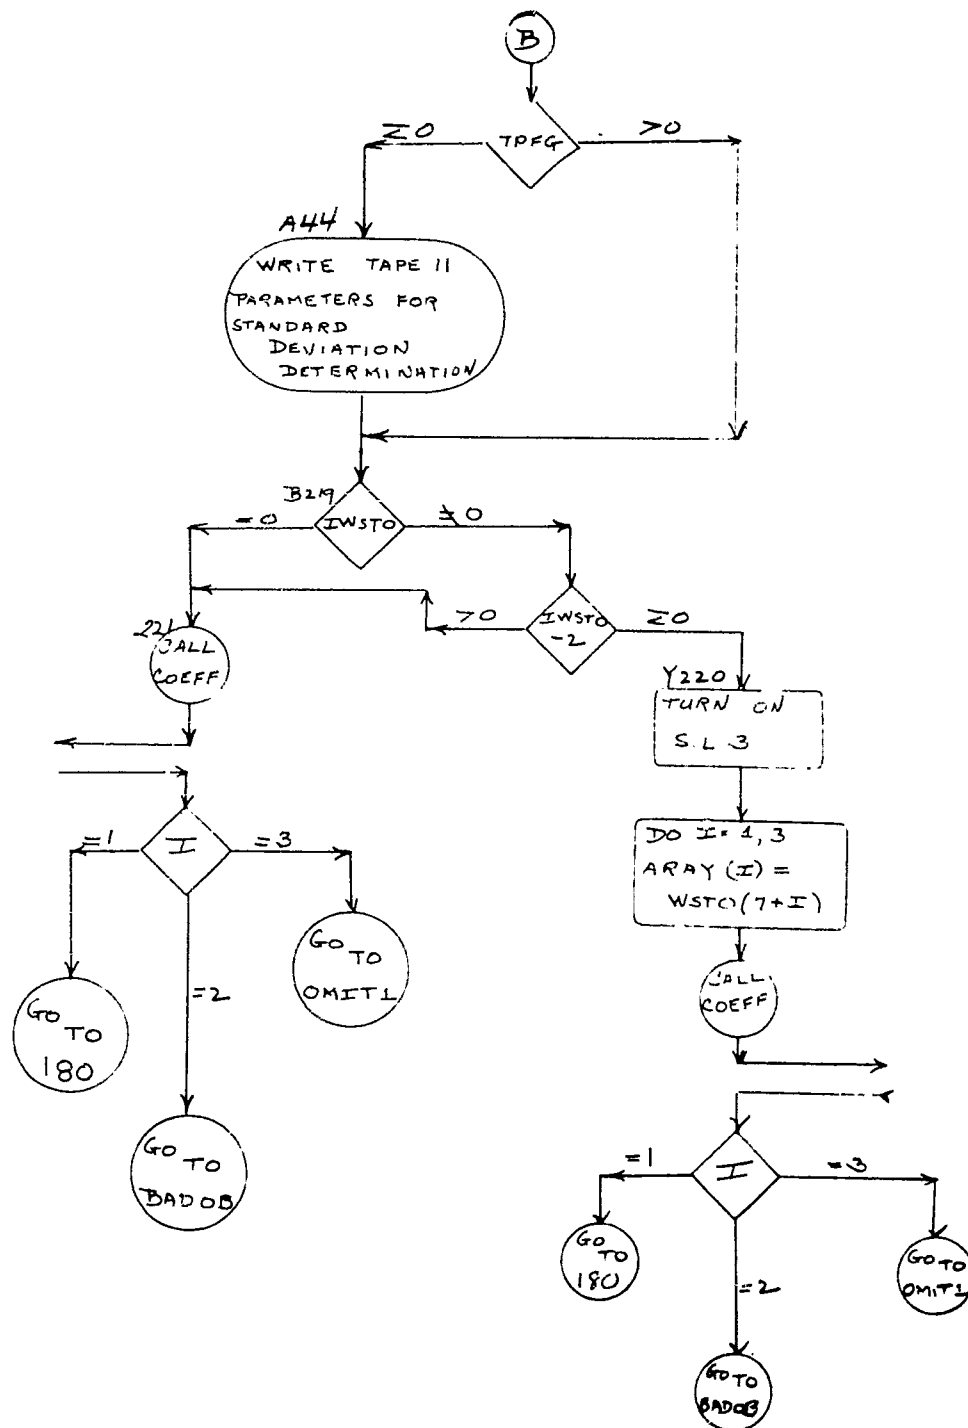 B
TPFG
≤0
>0
A44
WRITE TAPE 11
PARAMETERS FOR
STANDARD
DEVIATION
DETERMINATION
B219
IWSTO
=0
≠0
IWSTO
-2
>0
≤0
221
CALL
COEFF
Y220
TURN ON
S.L.3
DO I=1,3
ARAY(I)=
WSTO(7+I)
I
=1
=3
=2
GO TO
180
GO TO
OMIT1
GO TO
BADOB
CALL
COEFF
I
=1
=3
=2
GO TO
180
GO TO
OMIT1
GO TO
BADOB